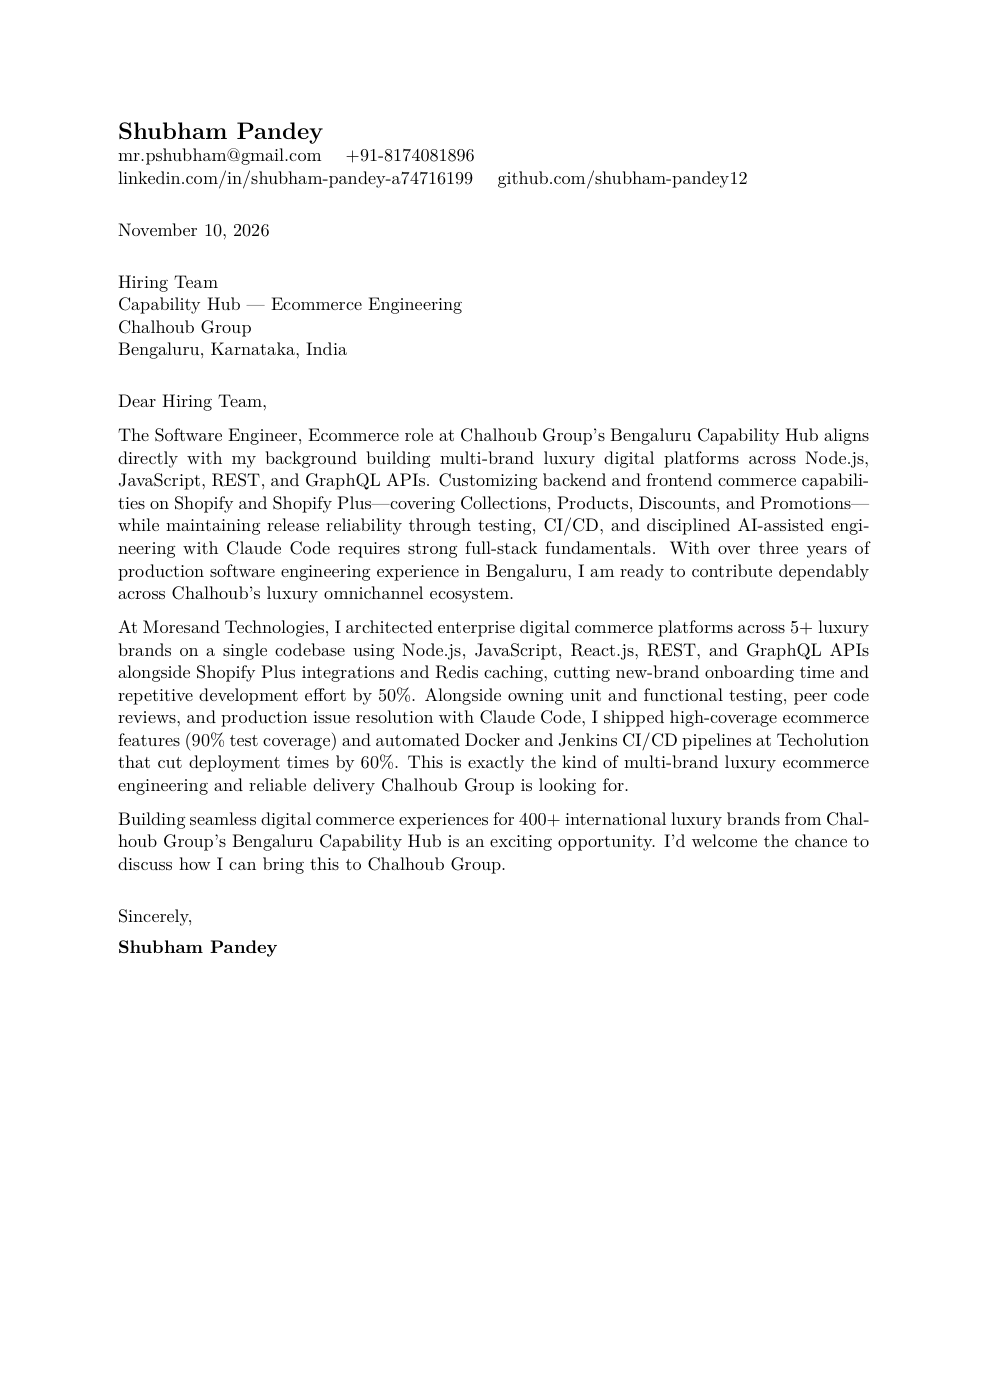 Shubham Pandey
mr.pshubham@gmail.com +91-8174081896
linkedin.com/in/shubham-pandey-a74716199 github.com/shubham-pandey12
November 10, 2026
Hiring Team
Capability Hub — Ecommerce Engineering
Chalhoub Group
Bengaluru, Karnataka, India
Dear Hiring Team,
The Software Engineer, Ecommerce role at Chalhoub Group's Bengaluru Capability Hub aligns
directly with my background building multi-brand luxury digital platforms across Node.js,
JavaScript, REST, and GraphQL APIs. Customizing backend and frontend commerce capabili-
ties on Shopify and Shopify Plus—covering Collections, Products, Discounts, and Promotions—
while maintaining release reliability through testing, CI/CD, and disciplined AI-assisted engi-
neering with Claude Code requires strong full-stack fundamentals. With over three years of
production software engineering experience in Bengaluru, I am ready to contribute dependably
across Chalhoub's luxury omnichannel ecosystem.
At Moresand Technologies, I architected enterprise digital commerce platforms across 5+ luxury
brands on a single codebase using Node.js, JavaScript, React.js, REST, and GraphQL APIs
alongside Shopify Plus integrations and Redis caching, cutting new-brand onboarding time and
repetitive development effort by 50%. Alongside owning unit and functional testing, peer code
reviews, and production issue resolution with Claude Code, I shipped high-coverage ecommerce
features (90% test coverage) and automated Docker and Jenkins CI/CD pipelines at Techolution
that cut deployment times by 60%. This is exactly the kind of multi-brand luxury ecommerce
engineering and reliable delivery Chalhoub Group is looking for.
Building seamless digital commerce experiences for 400+ international luxury brands from Chal-
houb Group's Bengaluru Capability Hub is an exciting opportunity. I'd welcome the chance to
discuss how I can bring this to Chalhoub Group.
Sincerely,
Shubham Pandey